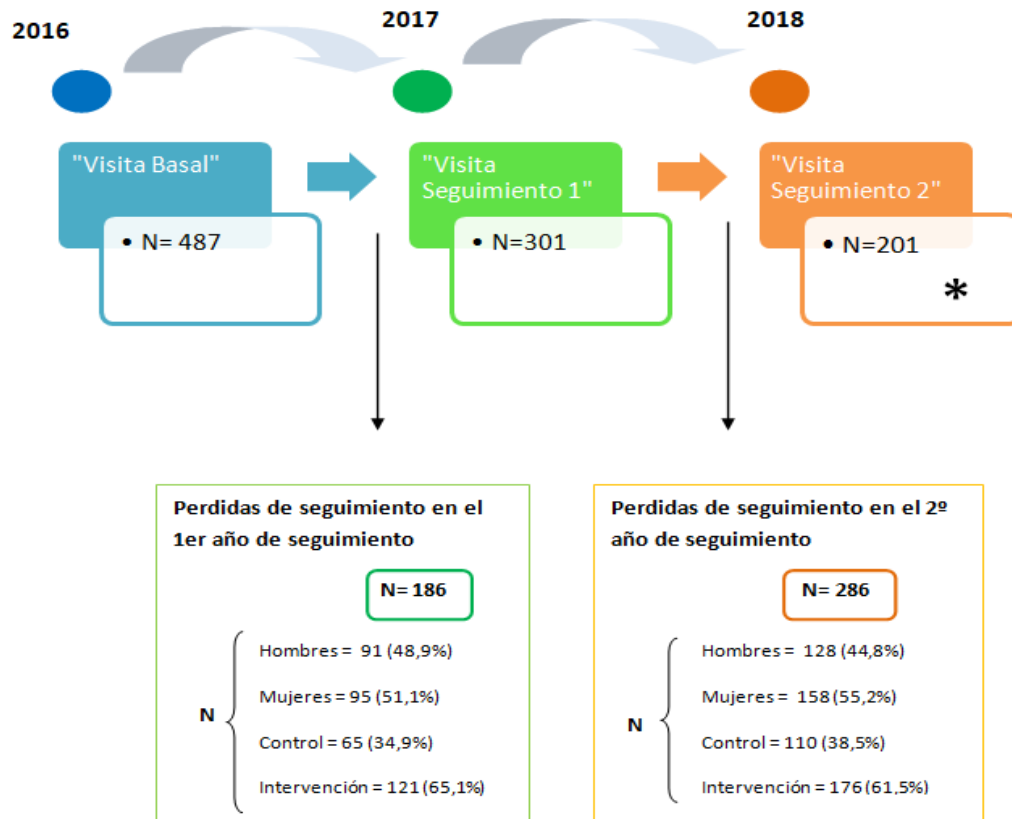 2016
2017
2018
"Visita Basal"
• N= 487
"Visita
Seguimiento 1"
• N=301
"Visita
Seguimiento 2"
• N=201
*
Perdidas de seguimiento en el
1er año de seguimiento
N= 186
N
Hombres = 91 (48,9%)
Mujeres = 95 (51,1%)
Control = 65 (34,9%)
Intervención = 121 (65,1%)
Perdidas de seguimiento en el 2º
año de seguimiento
N= 286
N
Hombres = 128 (44,8%)
Mujeres = 158 (55,2%)
Control = 110 (38,5%)
Intervención = 176 (61,5%)